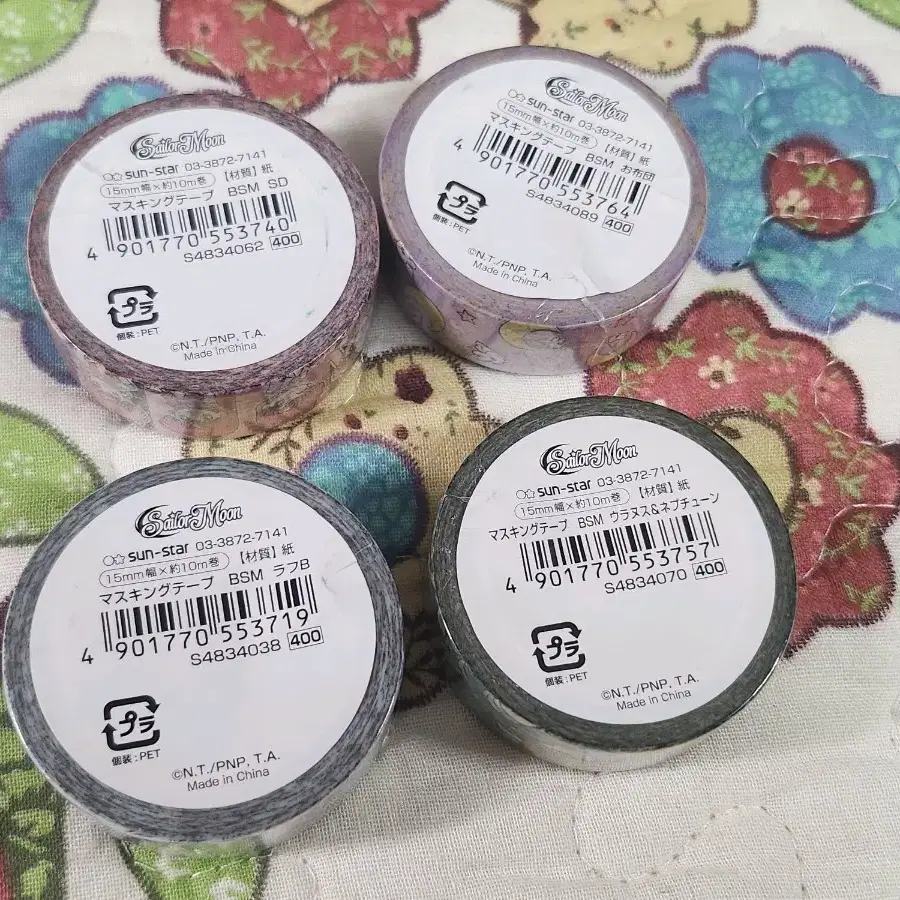 Sailor Moon
sun-star 03-3872-7141
15mm幅×約10m巻 【材質】紙
マスキングテープ BSM SD
4 901770 553740
S4834062 400
プラ
個装:PET
©N.T./PNP, T.A.
Made in China
Sailor Moon
sun-star 03-3872-7141
15mm幅×約10m巻 【材質】紙
マスキングテープ BSM お布団
4 901770 553764
S4834089 400
プラ
個装:PET
©N.T./PNP, T.A.
Made in China
Sailor Moon
sun-star 03-3872-7141
15mm幅×約10m巻 【材質】紙
マスキングテープ BSM ラフB
4 901770 553719
S4834038 400
プラ
個装:PET
©N.T./PNP, T.A.
Made in China
Sailor Moon
sun-star 03-3872-7141
15mm幅×約10m巻 【材質】紙
マスキングテープ BSM ウラヌス&ネプチューン
4 901770 553757
S4834070 400
プラ
個装:PET
©N.T./PNP, T.A.
Made in China